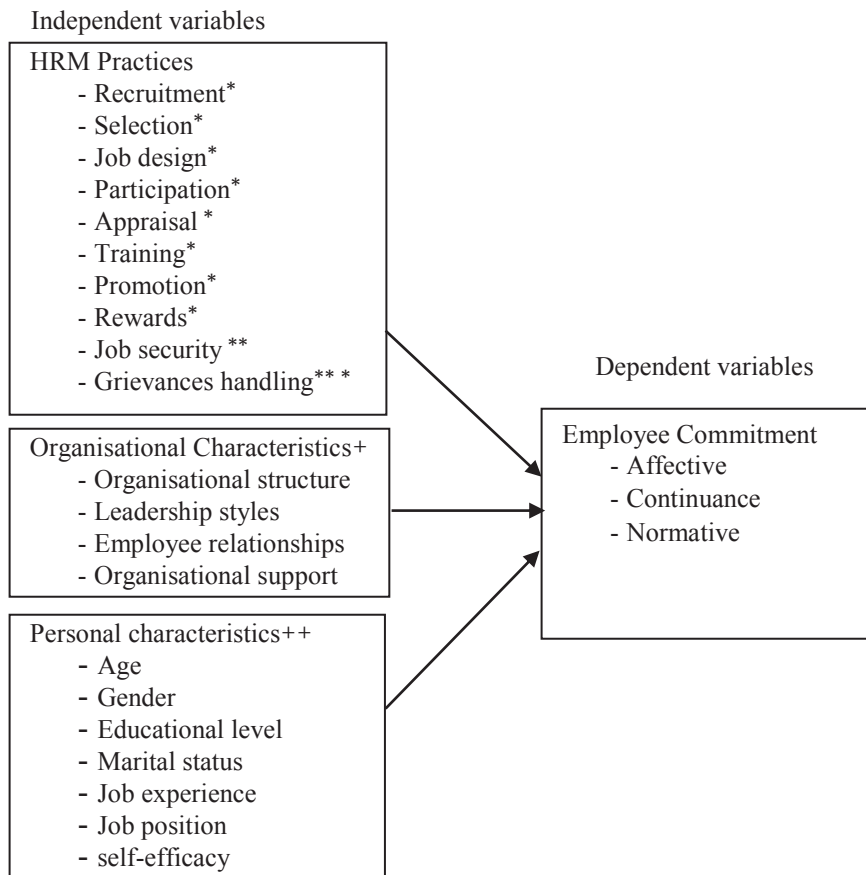 Independent variables
HRM Practices
- Recruitment*
- Selection*
- Job design*
- Participation*
- Appraisal *
- Training*
- Promotion*
- Rewards*
- Job security **
- Grievances handling** *
Organisational Characteristics+
- Organisational structure
- Leadership styles
- Employee relationships
- Organisational support
Personal characteristics++
- Age
- Gender
- Educational level
- Marital status
- Job experience
- Job position
- self-efficacy
Dependent variables
Employee Commitment
- Affective
- Continuance
- Normative